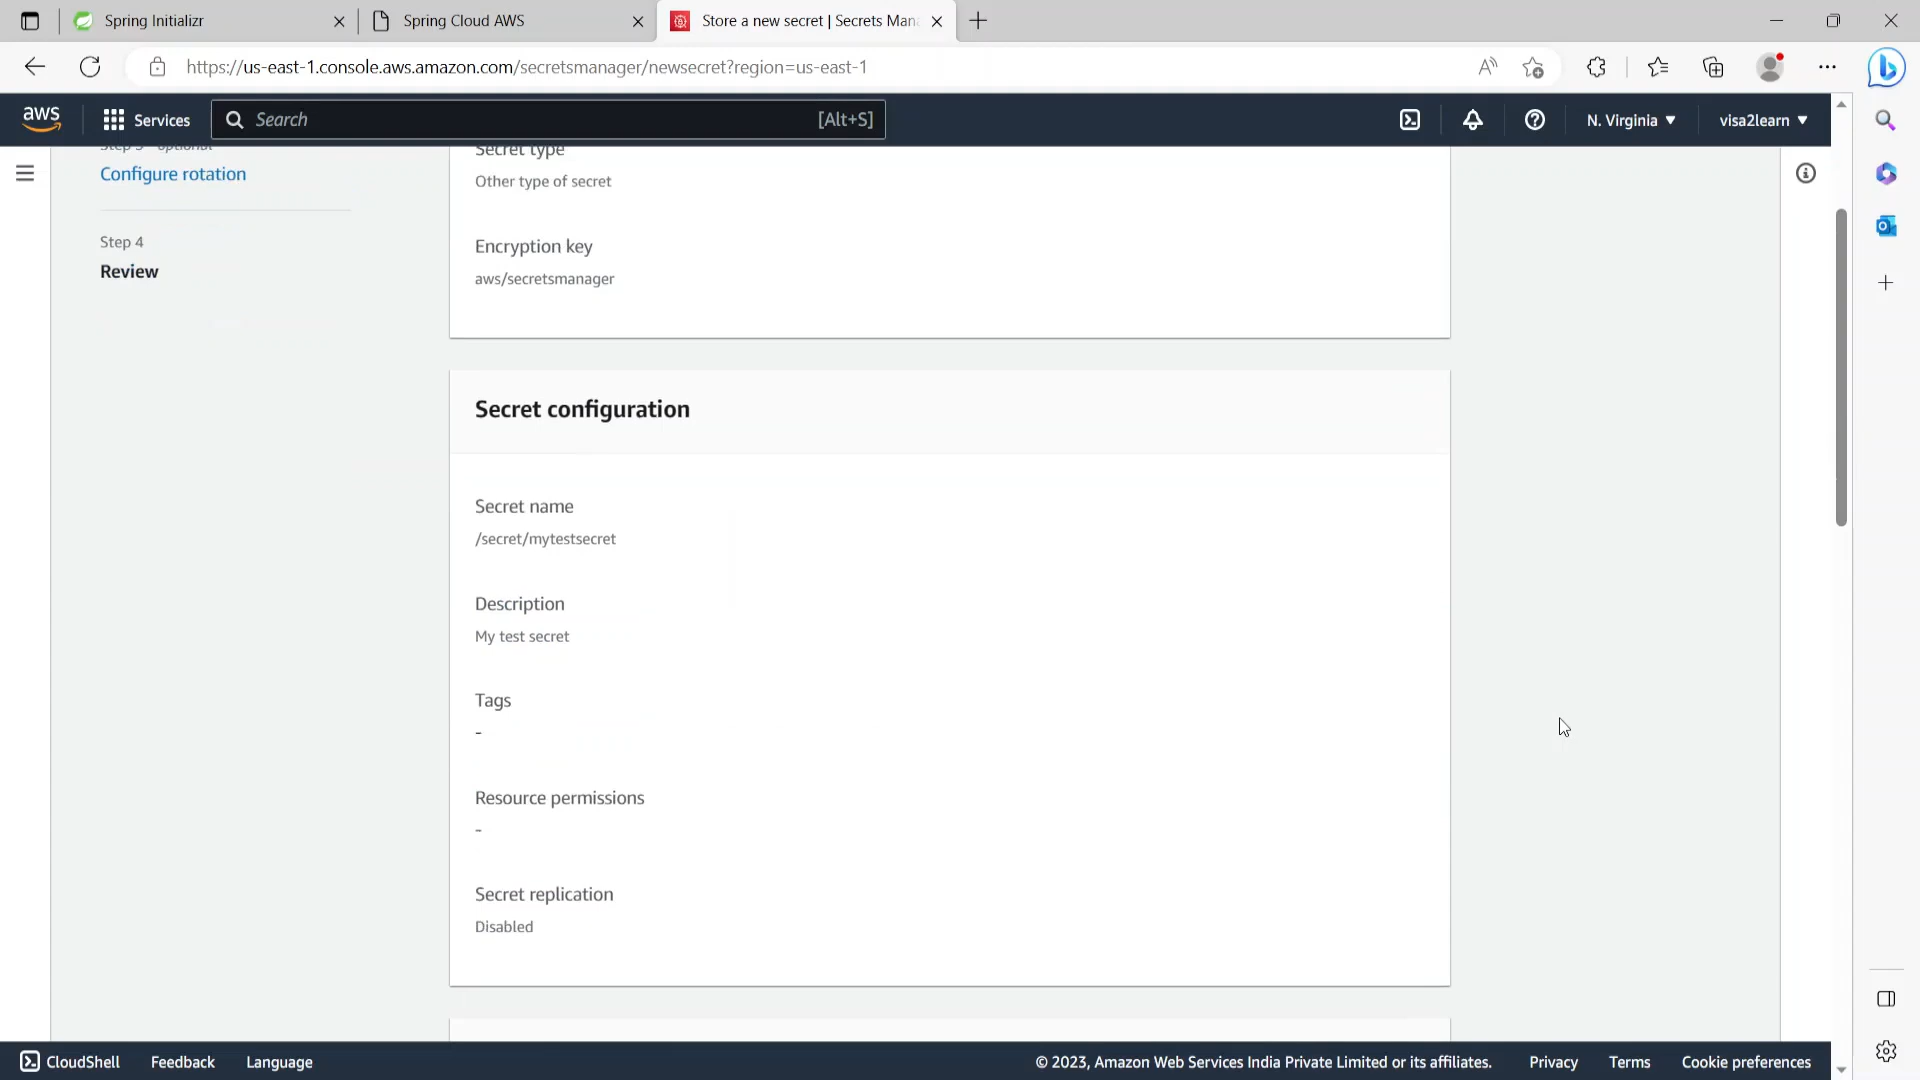 Spring Initializr
Spring Cloud AWS
Store a new secret | Secrets Man
https://us-east-1.console.aws.amazon.com/secretsmanager/newsecret?region=us-east-1
aws
Services
Search
[Alt+S]
N. Virginia
visa2learn
Step 3 - optional
Configure rotation
Step 4
Review
Secret type
Other type of secret
Encryption key
aws/secretsmanager
Secret configuration
Secret name
/secret/mytestsecret
Description
My test secret
Tags
-
Resource permissions
-
Secret replication
Disabled
CloudShell
Feedback
Language
© 2023, Amazon Web Services India Private Limited or its affiliates.
Privacy
Terms
Cookie preferences